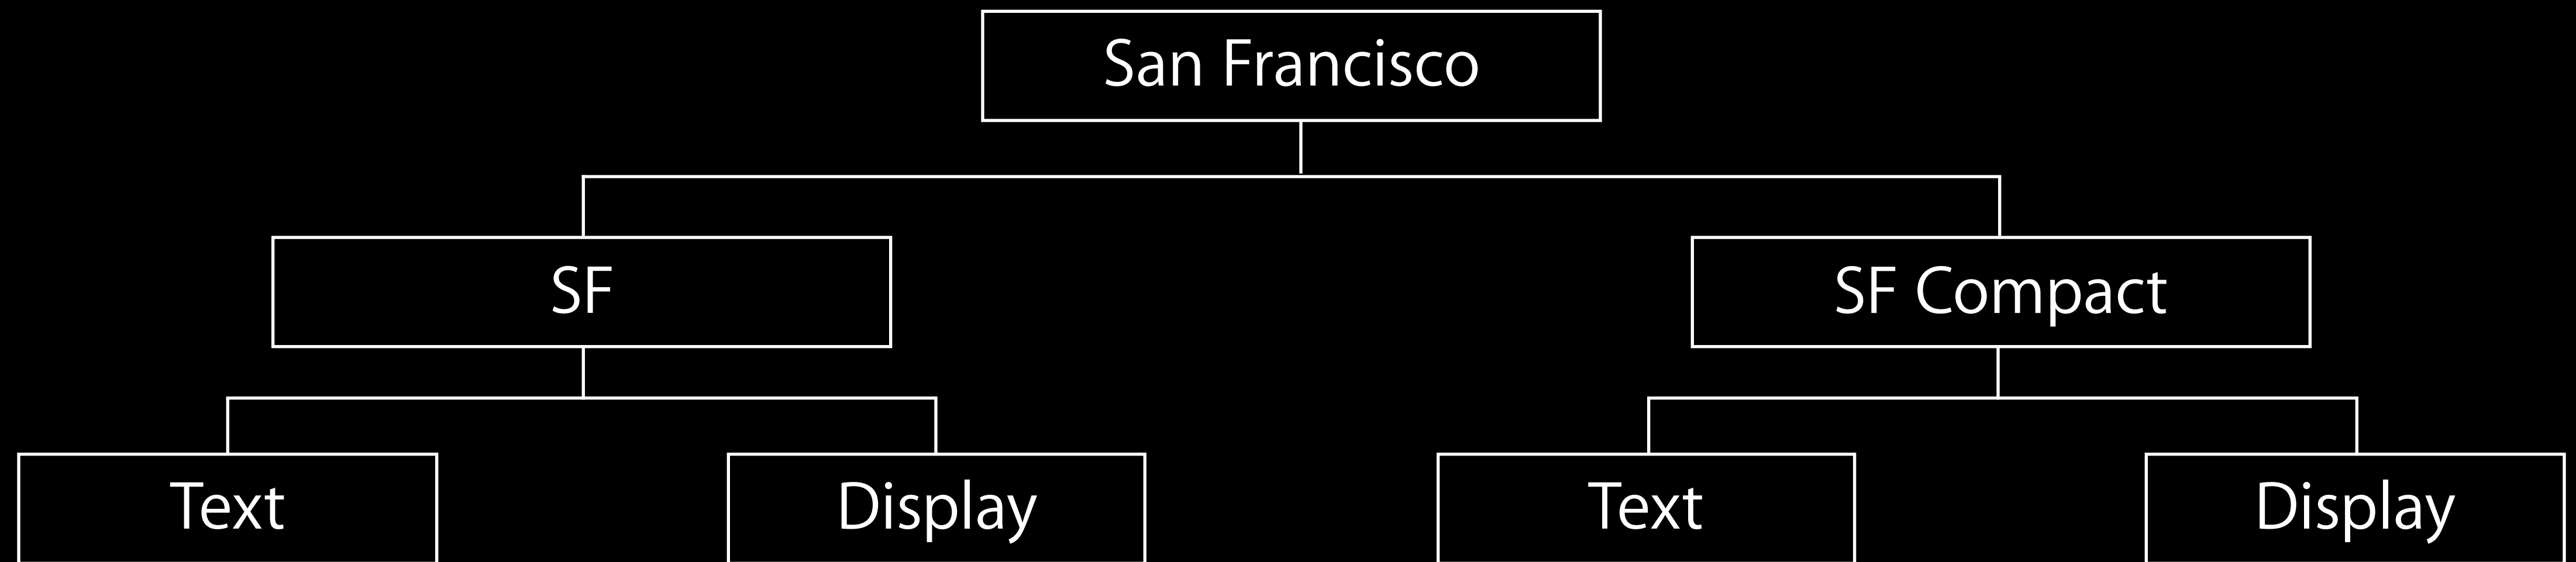 San Francisco
SF
SF Compact
Text
Display
Text
Display